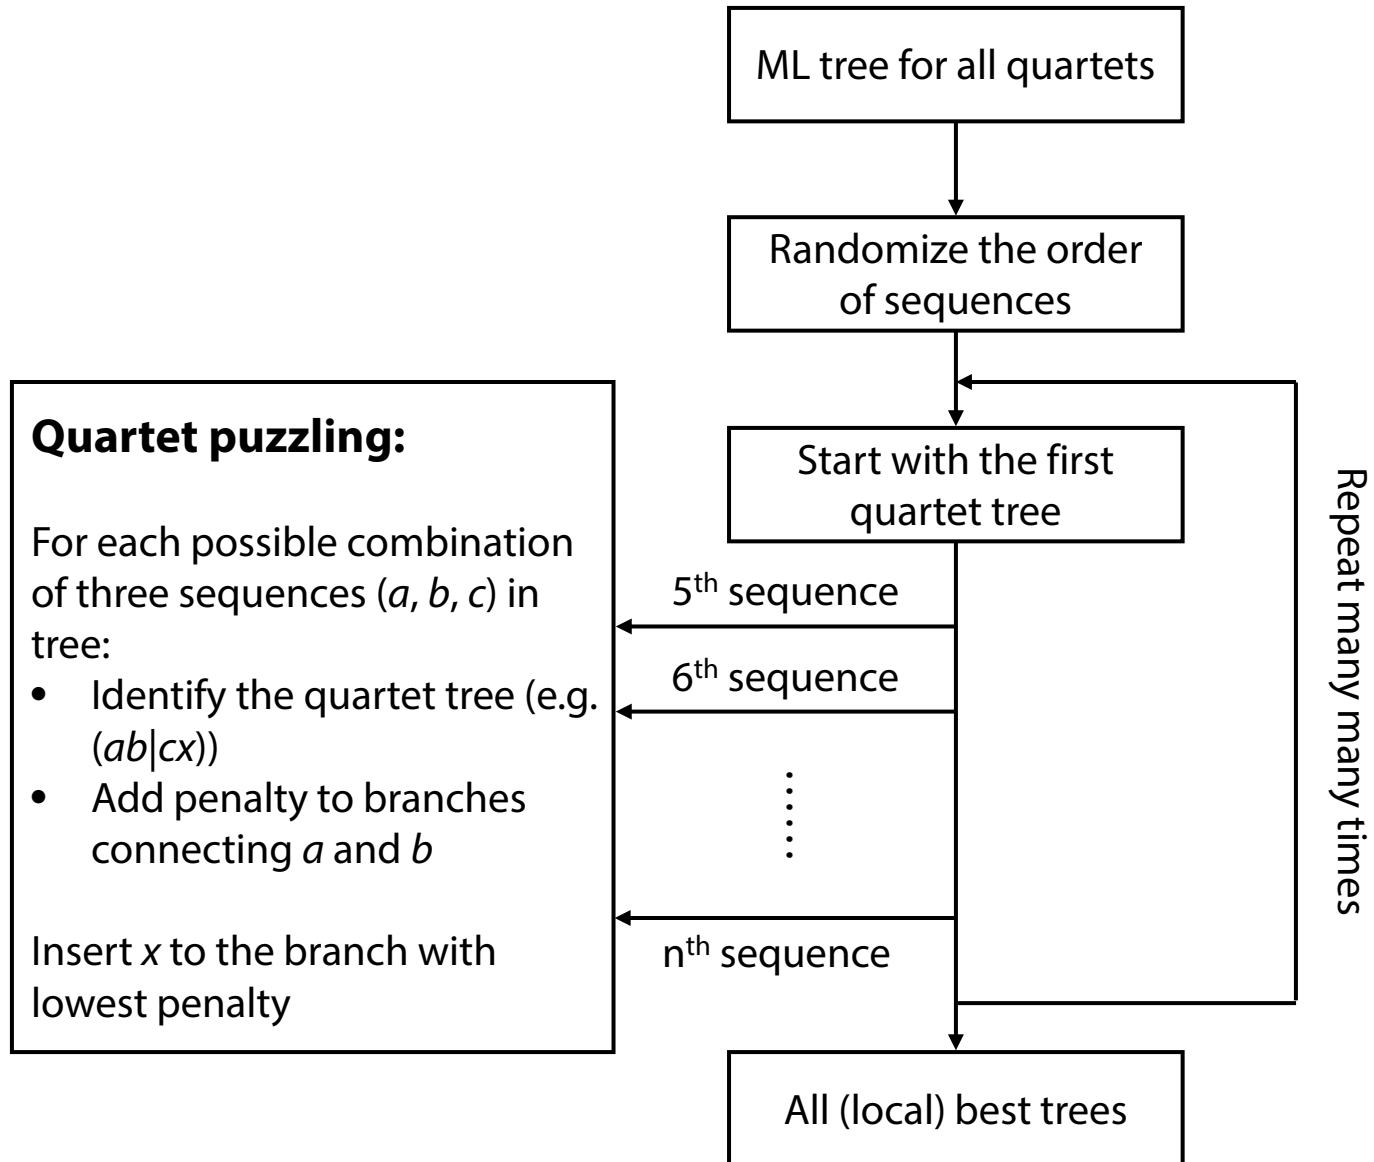 ML tree for all quartets
Randomize the order
of sequences
Start with the first
quartet tree
Quartet puzzling:
For each possible combination
of three sequences (a, b, c) in
tree:
• Identify the quartet tree (e.g.
(ab|cx))
• Add penalty to branches
connecting a and b
Insert x to the branch with
lowest penalty
5th sequence
6th sequence
......
nth sequence
Repeat many many times
All (local) best trees